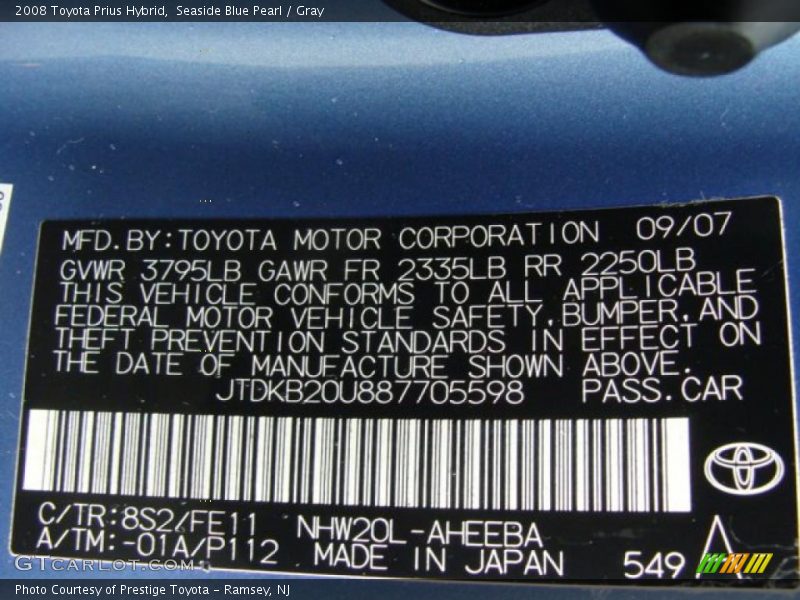 2008 Toyota Prius Hybrid, Seaside Blue Pearl / Gray
MFD.BY:TOYOTA MOTOR CORPORATION 09/07
GVWR 3795LB GAWR FR 2335LB RR 2250LB
THIS VEHICLE CONFORMS TO ALL APPLICABLE
FEDERAL MOTOR VEHICLE SAFETY,BUMPER,AND
THEFT PREVENTION STANDARDS IN EFFECT ON
THE DATE OF MANUFACTURE SHOWN ABOVE.
JTDKB20U887705598 PASS.CAR
C/TR:8S2/FE11 NHW20L-AHEEBA
A/TM:-01A/P112 MADE IN JAPAN 549 A
GTCARLOT.COM
Photo Courtesy of Prestige Toyota - Ramsey, NJ